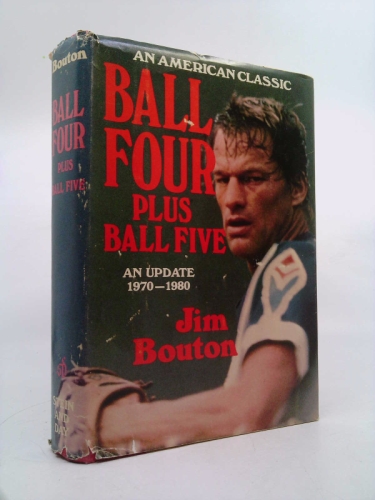 Bouton
BALL
FOUR
PLUS
BALL FIVE
AN AMERICAN CLASSIC
BALL
FOUR
PLUS
BALL FIVE
AN UPDATE
1970—1980
Jim
Bouton